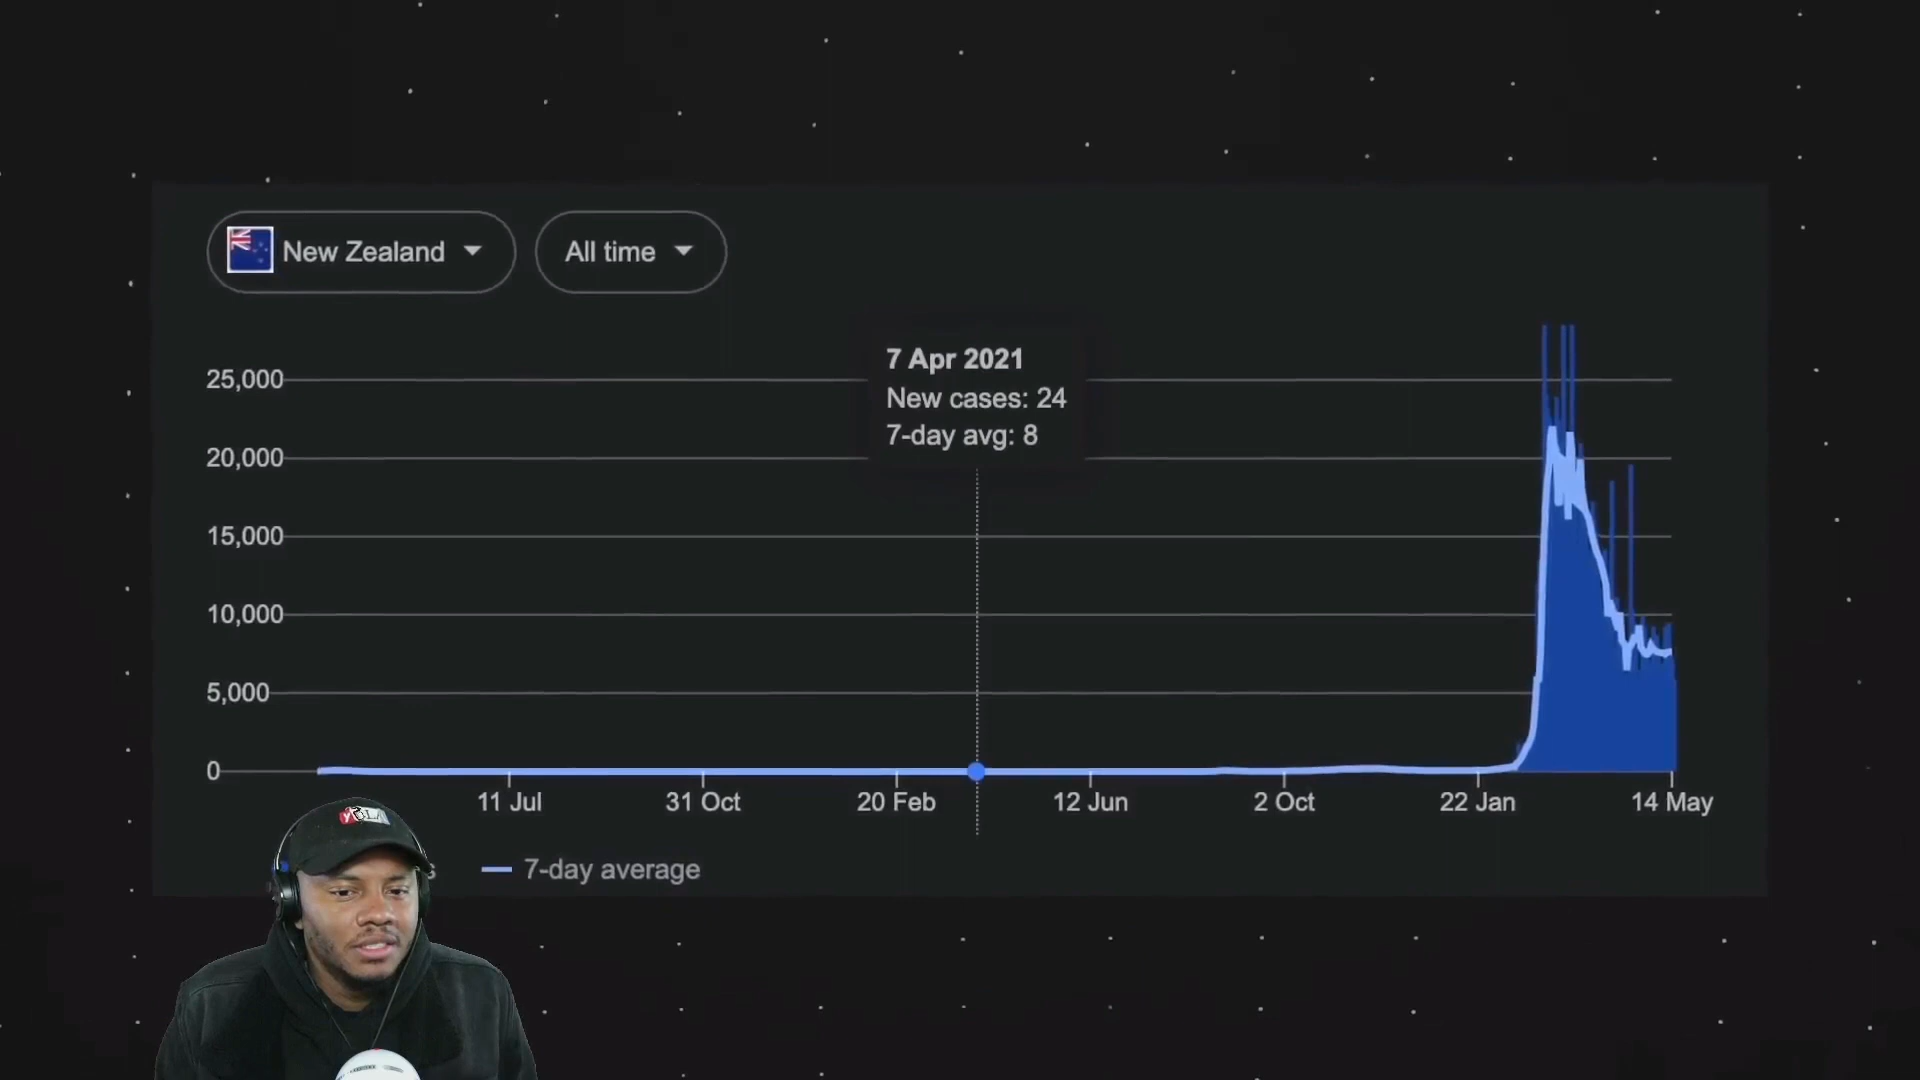 New Zealand
All time
7 Apr 2021
New cases: 24
7-day avg: 8
25,000
20,000
15,000
10,000
5,000
0
11 Jul
31 Oct
20 Feb
12 Jun
2 Oct
22 Jan
14 May
7-day average